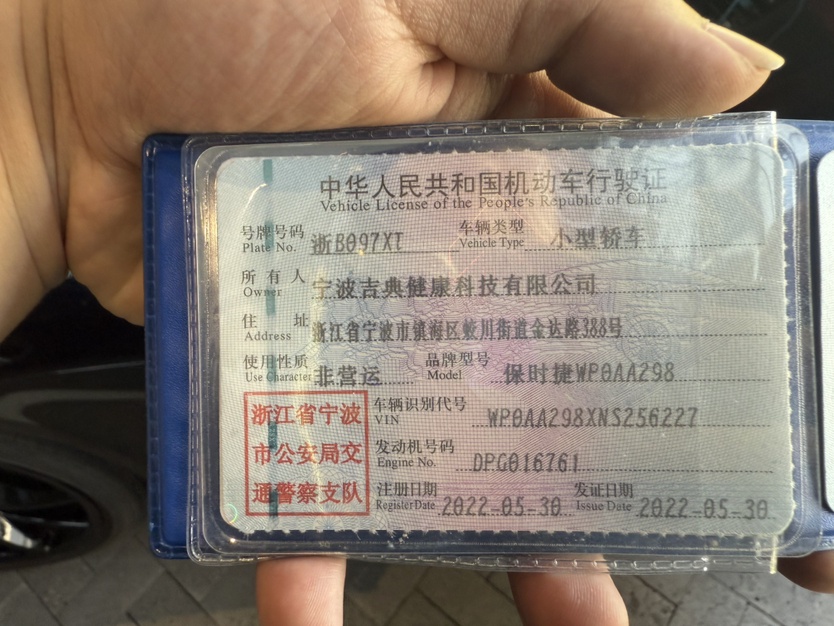 中华人民共和国机动车行驶证
Vehicle License of the People's Republic of China
号牌号码 浙B097XT 车辆类型 小型轿车
Plate No. Vehicle Type
所有人 宁波吉典健康科技有限公司
Owner
住址 浙江省宁波市镇海区蛟川街道金达路388号
Address
使用性质 非营运 品牌型号 保时捷WP0AA298
Use Character Model
浙江省宁波
市公安局交
通警察支队
车辆识别代号 WP0AA298XNS256227
VIN
发动机号码 DPG016761
Engine No.
注册日期 2022-05-30 发证日期 2022-05-30
Register Date Issue Date